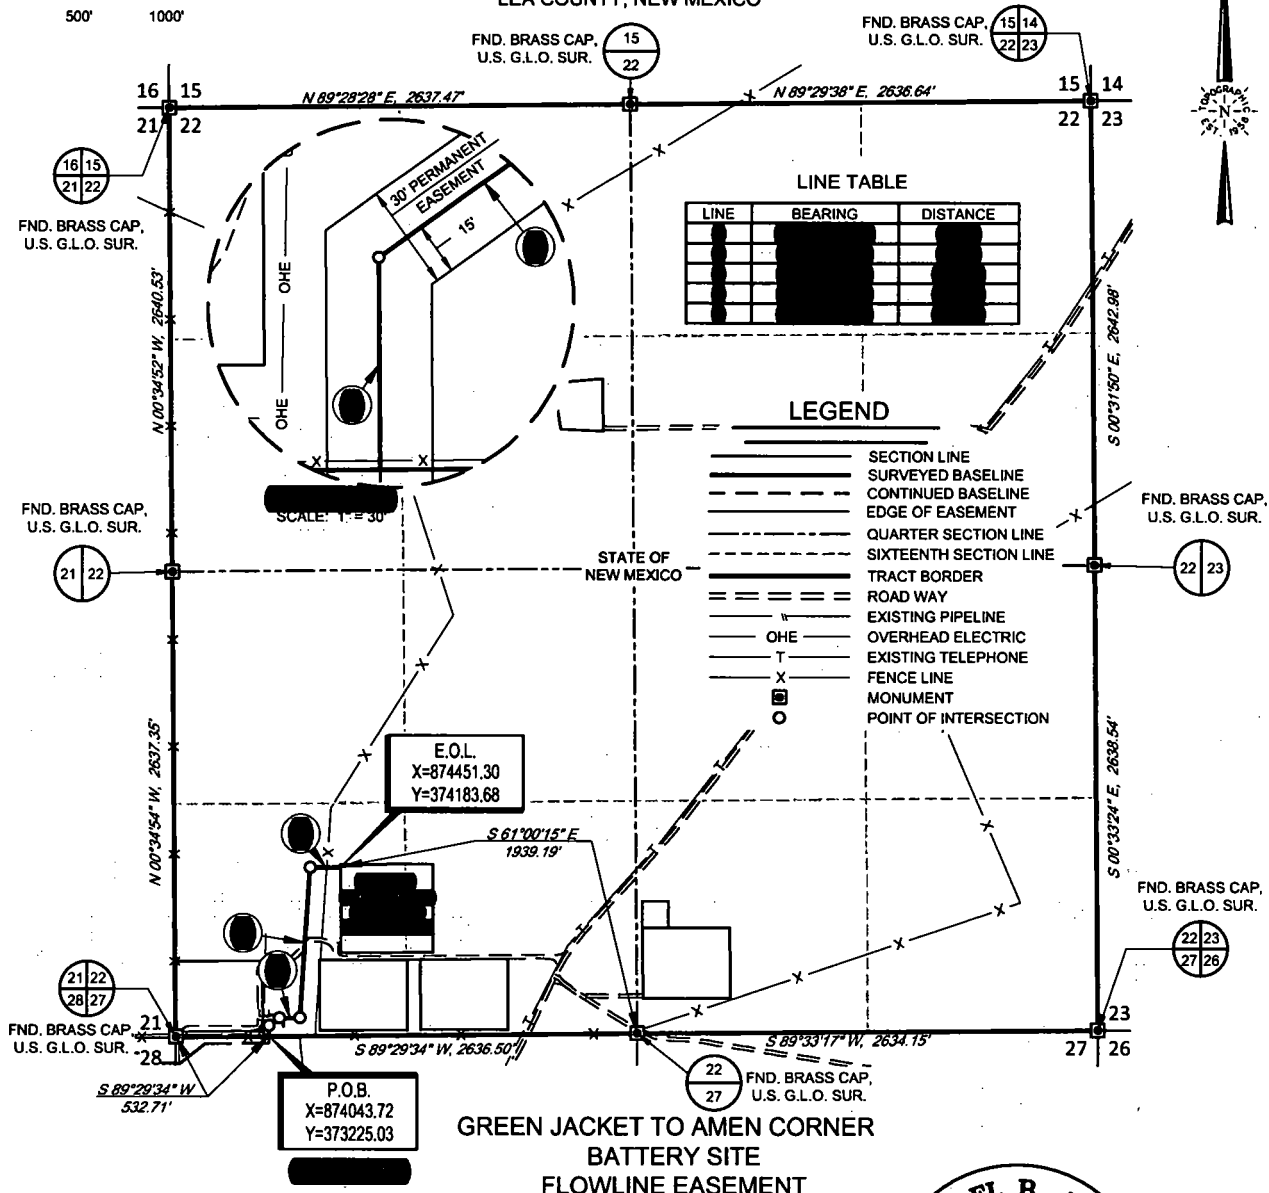 LEA COUNTY, NEW MEXICO
500' 1000'
FND. BRASS CAP,
U.S. G.L.O. SUR.
15
22
FND. BRASS CAP,
U.S. G.L.O. SUR.
15 14
22 23
16 15
21 22
N 89°28'28" E, 2637.47'
N 89°29'38" E, 2636.64'
15 14
22 23
TOPOGRAPHIC
N
EST. 1958
16 15
21 22
FND. BRASS CAP,
U.S. G.L.O. SUR.
30' PERMANENT
EASEMENT
15'
OHE
OHE
X X
SCALE: 1" = 30'
LINE TABLE
LINE BEARING DISTANCE
N 00°34'52" W, 2640.53'
S 00°31'50" E, 2642.98'
LEGEND
SECTION LINE
SURVEYED BASELINE
CONTINUED BASELINE
EDGE OF EASEMENT
QUARTER SECTION LINE
SIXTEENTH SECTION LINE
TRACT BORDER
ROAD WAY
EXISTING PIPELINE
OHE OVERHEAD ELECTRIC
T EXISTING TELEPHONE
X FENCE LINE
MONUMENT
POINT OF INTERSECTION
FND. BRASS CAP,
U.S. G.L.O. SUR.
21 22
STATE OF
NEW MEXICO
FND. BRASS CAP,
U.S. G.L.O. SUR.
22 23
E.O.L.
X=874451.30
Y=374183.68
S 61°00'15" E
1939.19'
N 00°34'54" W, 2637.35'
S 00°33'24" E, 2638.54'
FND. BRASS CAP,
U.S. G.L.O. SUR.
22 23
27 26
21 22
28 27
FND. BRASS CAP,
U.S. G.L.O. SUR.
21
28
23
27 26
S 89°29'34" W, 2636.50'
S 89°33'17" W, 2634.15'
S 89°29'34" W
532.71'
22
27
FND. BRASS CAP,
U.S. G.L.O. SUR.
P.O.B.
X=874043.72
Y=373225.03
GREEN JACKET TO AMEN CORNER
BATTERY SITE
FLOWLINE EASEMENT
EL B.